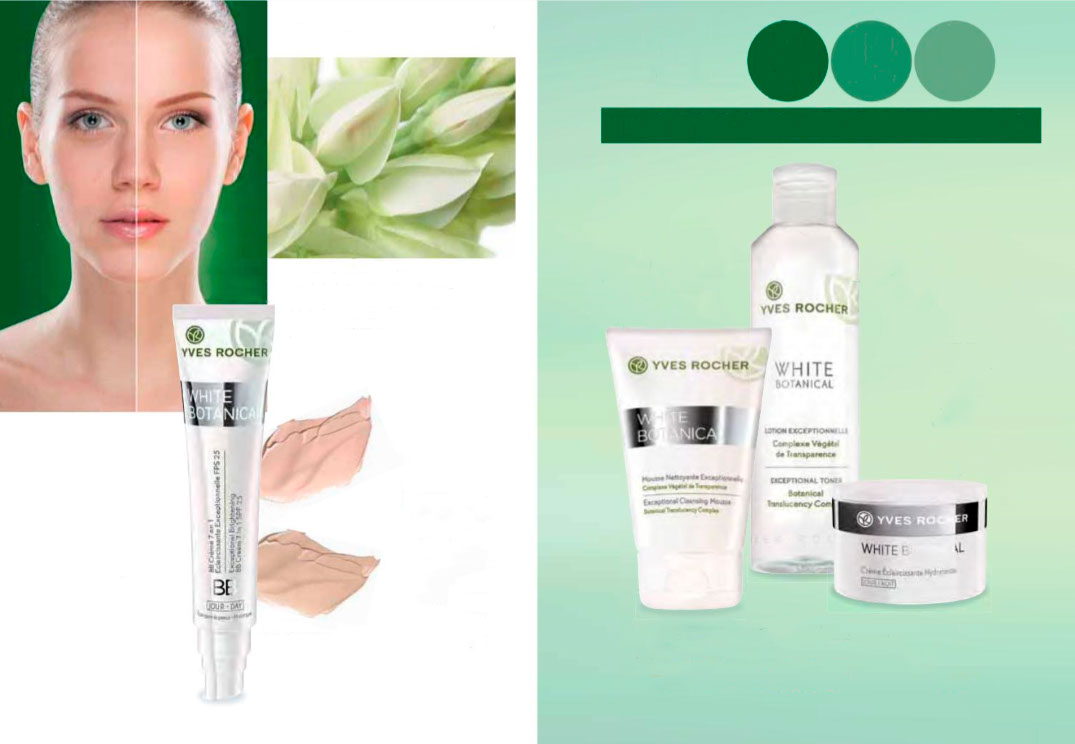 YVES ROCHER
WHITE
BOTANICAL
BB Crème 7 en 1
Éclaircissante Exceptionnelle FPS 25
Exceptional Brightening
BB Cream 7 in 1 SPF 25
BB
JOUR • DAY
YVES ROCHER
WHITE
BOTANICAL
Mousse Nettoyante Exceptionnelle
Complexe Végétal de Transparence
Exceptional Cleansing Mousse
Botanical Translucency Complex
YVES ROCHER
WHITE
BOTANICAL
LOTION EXCEPTIONNELLE
Complexe Végétal
de Transparence
EXCEPTIONAL TONER
Botanical
Translucency Com
YVES ROCHER
WHITE B AL
Crème Éclaircissante Hydratante
JOUR • NUIT